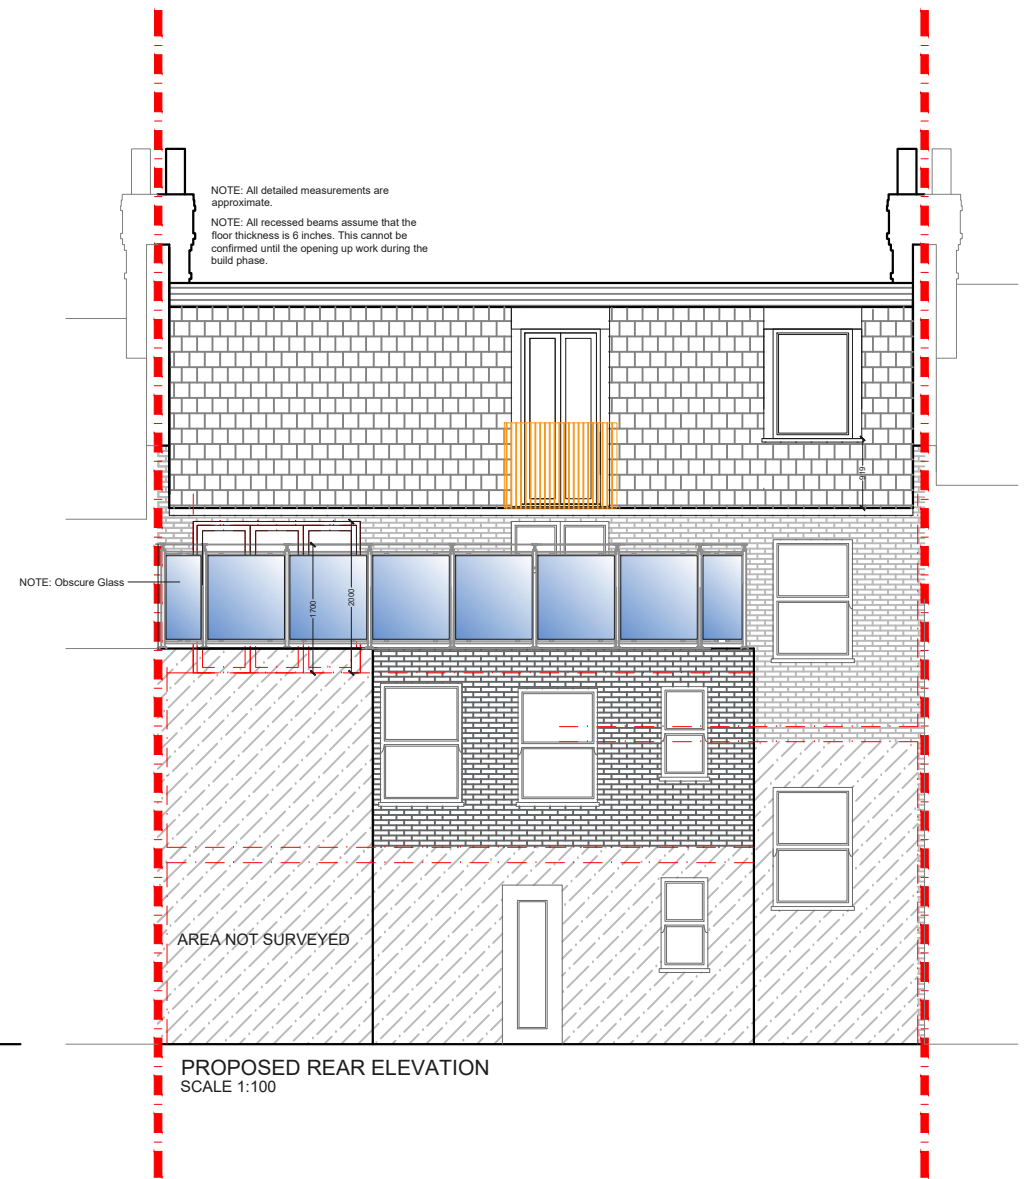 NOTE: All detailed measurements are
approximate.
NOTE: All recessed beams assume that the
floor thickness is 6 inches. This cannot be
confirmed until the opening up work during the
build phase.
919
NOTE: Obscure Glass
1700
2000
AREA NOT SURVEYED
PROPOSED REAR ELEVATION
SCALE 1:100